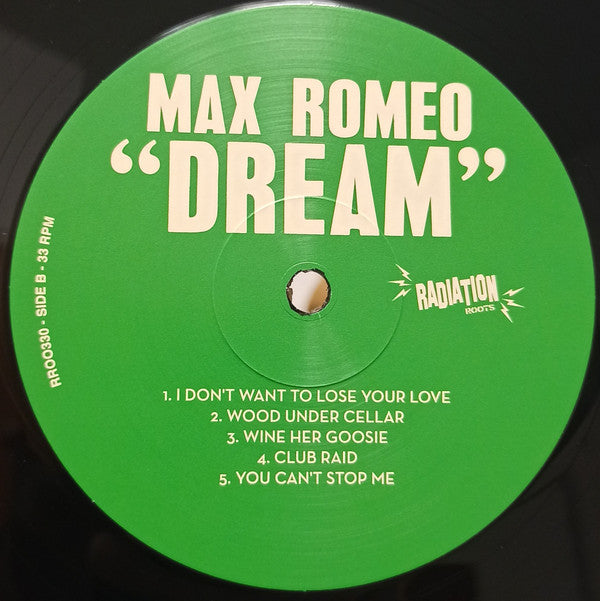 MAX ROMEO
“DREAM”
RROO330 - SIDE B - 33 RPM
RADIATION
ROOTS
1. I DON'T WANT TO LOSE YOUR LOVE
2. WOOD UNDER CELLAR
3. WINE HER GOOSIE
4. CLUB RAID
5. YOU CAN'T STOP ME